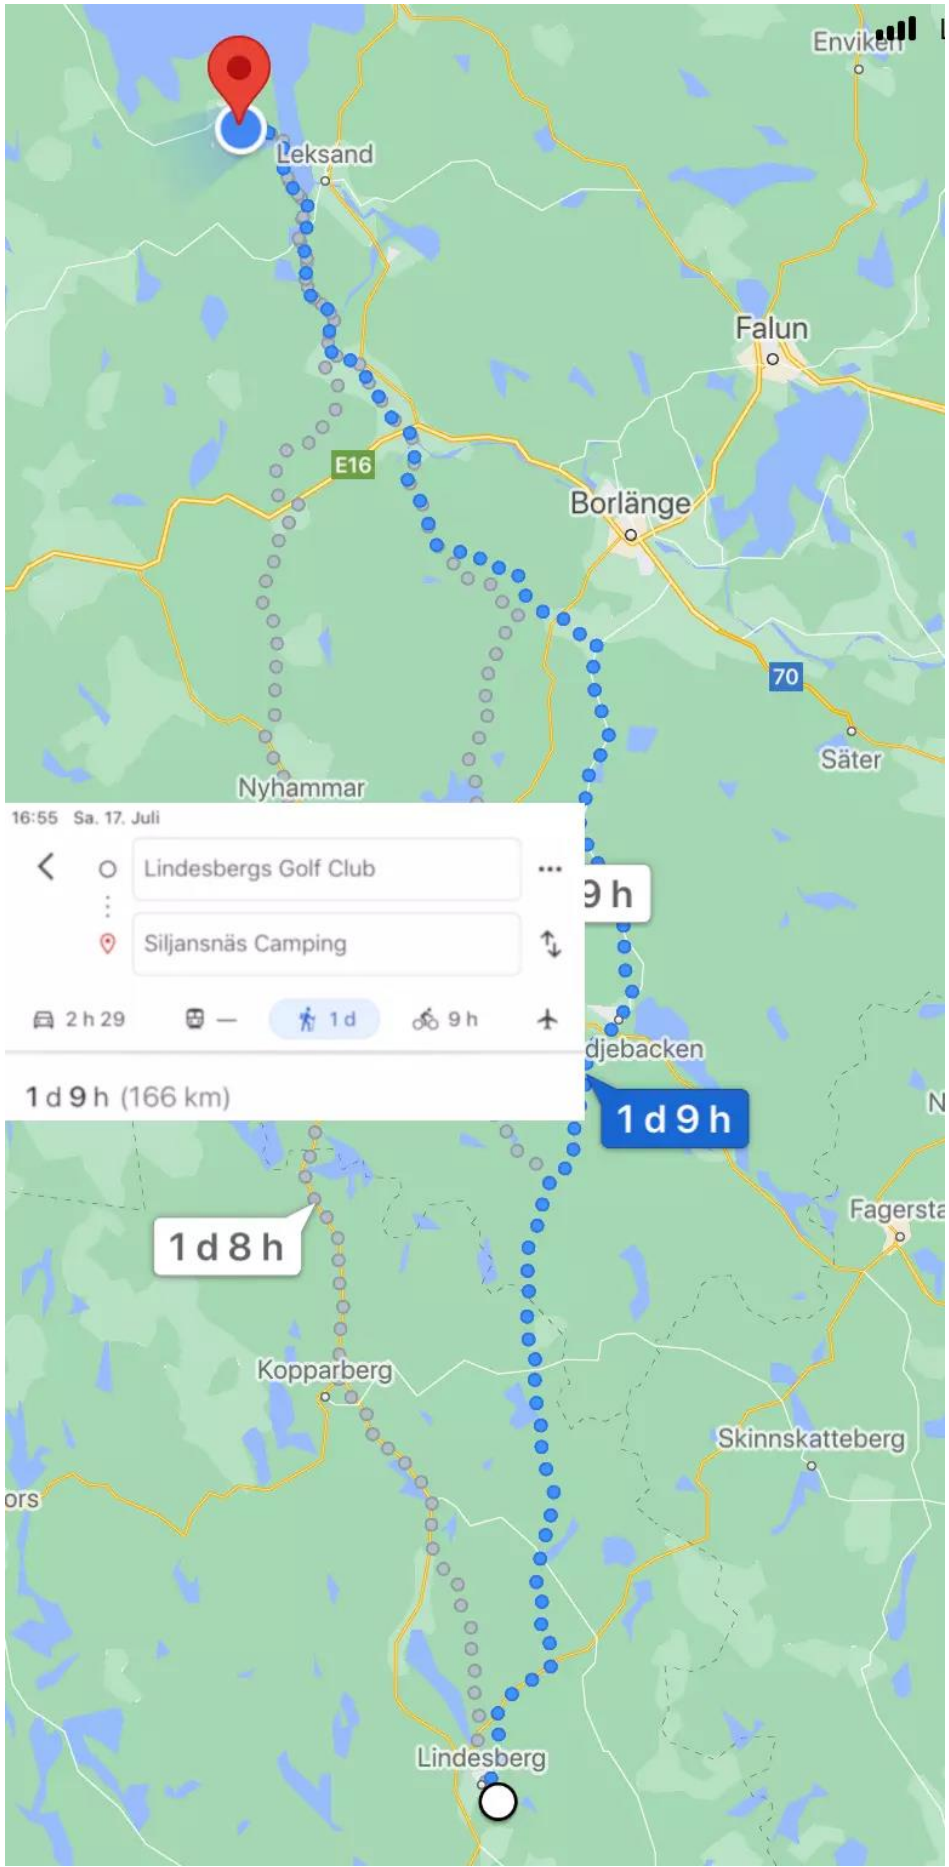 Enviken
Leksand
Falun
E16
Borlänge
70
Säter
Nyhammar
16:55 Sa. 17. Juli
Lindesbergs Golf Club
Siljansnäs Camping
2 h 29
—
1 d
9 h
1 d 9 h (166 km)
9 h
djebacken
1 d 9 h
N
Fagersta
1 d 8 h
Kopparberg
Skinnskatteberg
ors
Lindesberg